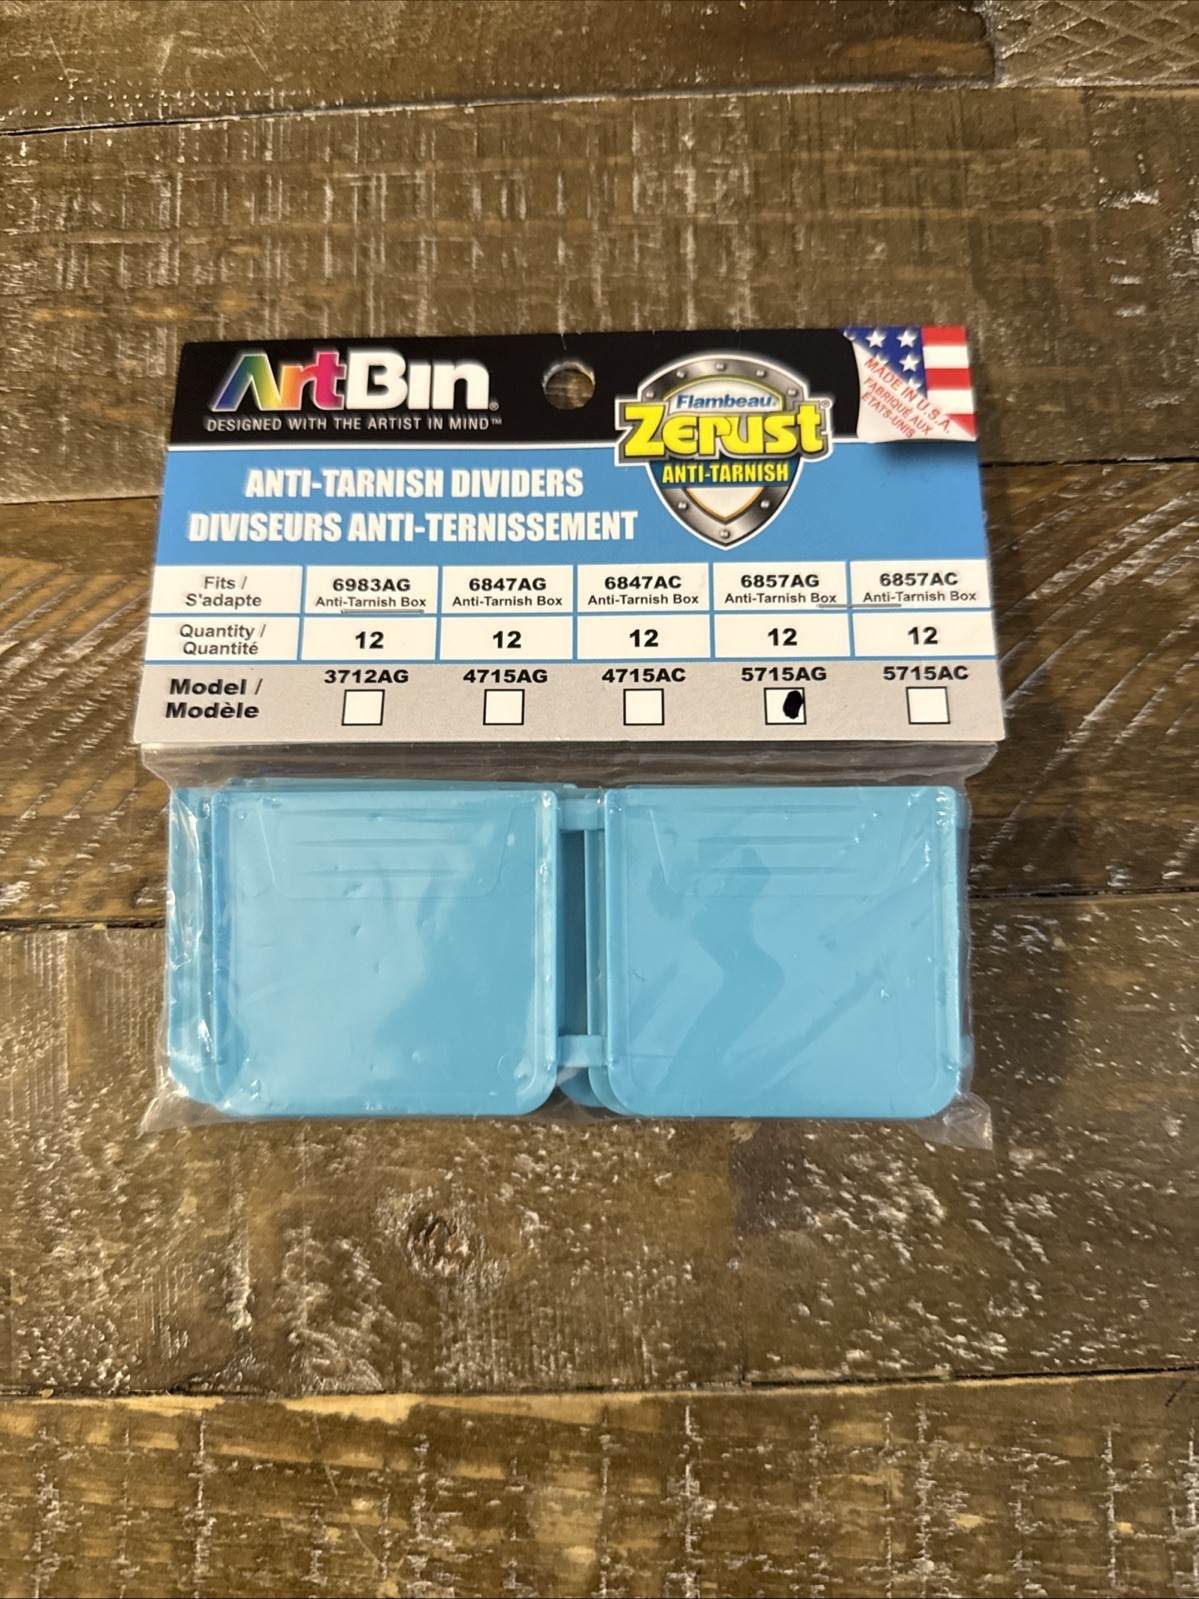 ArtBin®
DESIGNED WITH THE ARTIST IN MIND™
Flambeau®
Zerust®
ANTI-TARNISH
MADE IN U.S.A.
FABRIQUÉ AUX
ÉTATS-UNIS
ANTI-TARNISH DIVIDERS
DIVISEURS ANTI-TERNISSEMENT
Fits / S'adapte 6983AG Anti-Tarnish Box 6847AG Anti-Tarnish Box 6847AC Anti-Tarnish Box 6857AG Anti-Tarnish Box 6857AC Anti-Tarnish Box
Quantity / Quantité 12 12 12 12 12
Model / Modèle 3712AG 4715AG 4715AC 5715AG 5715AC